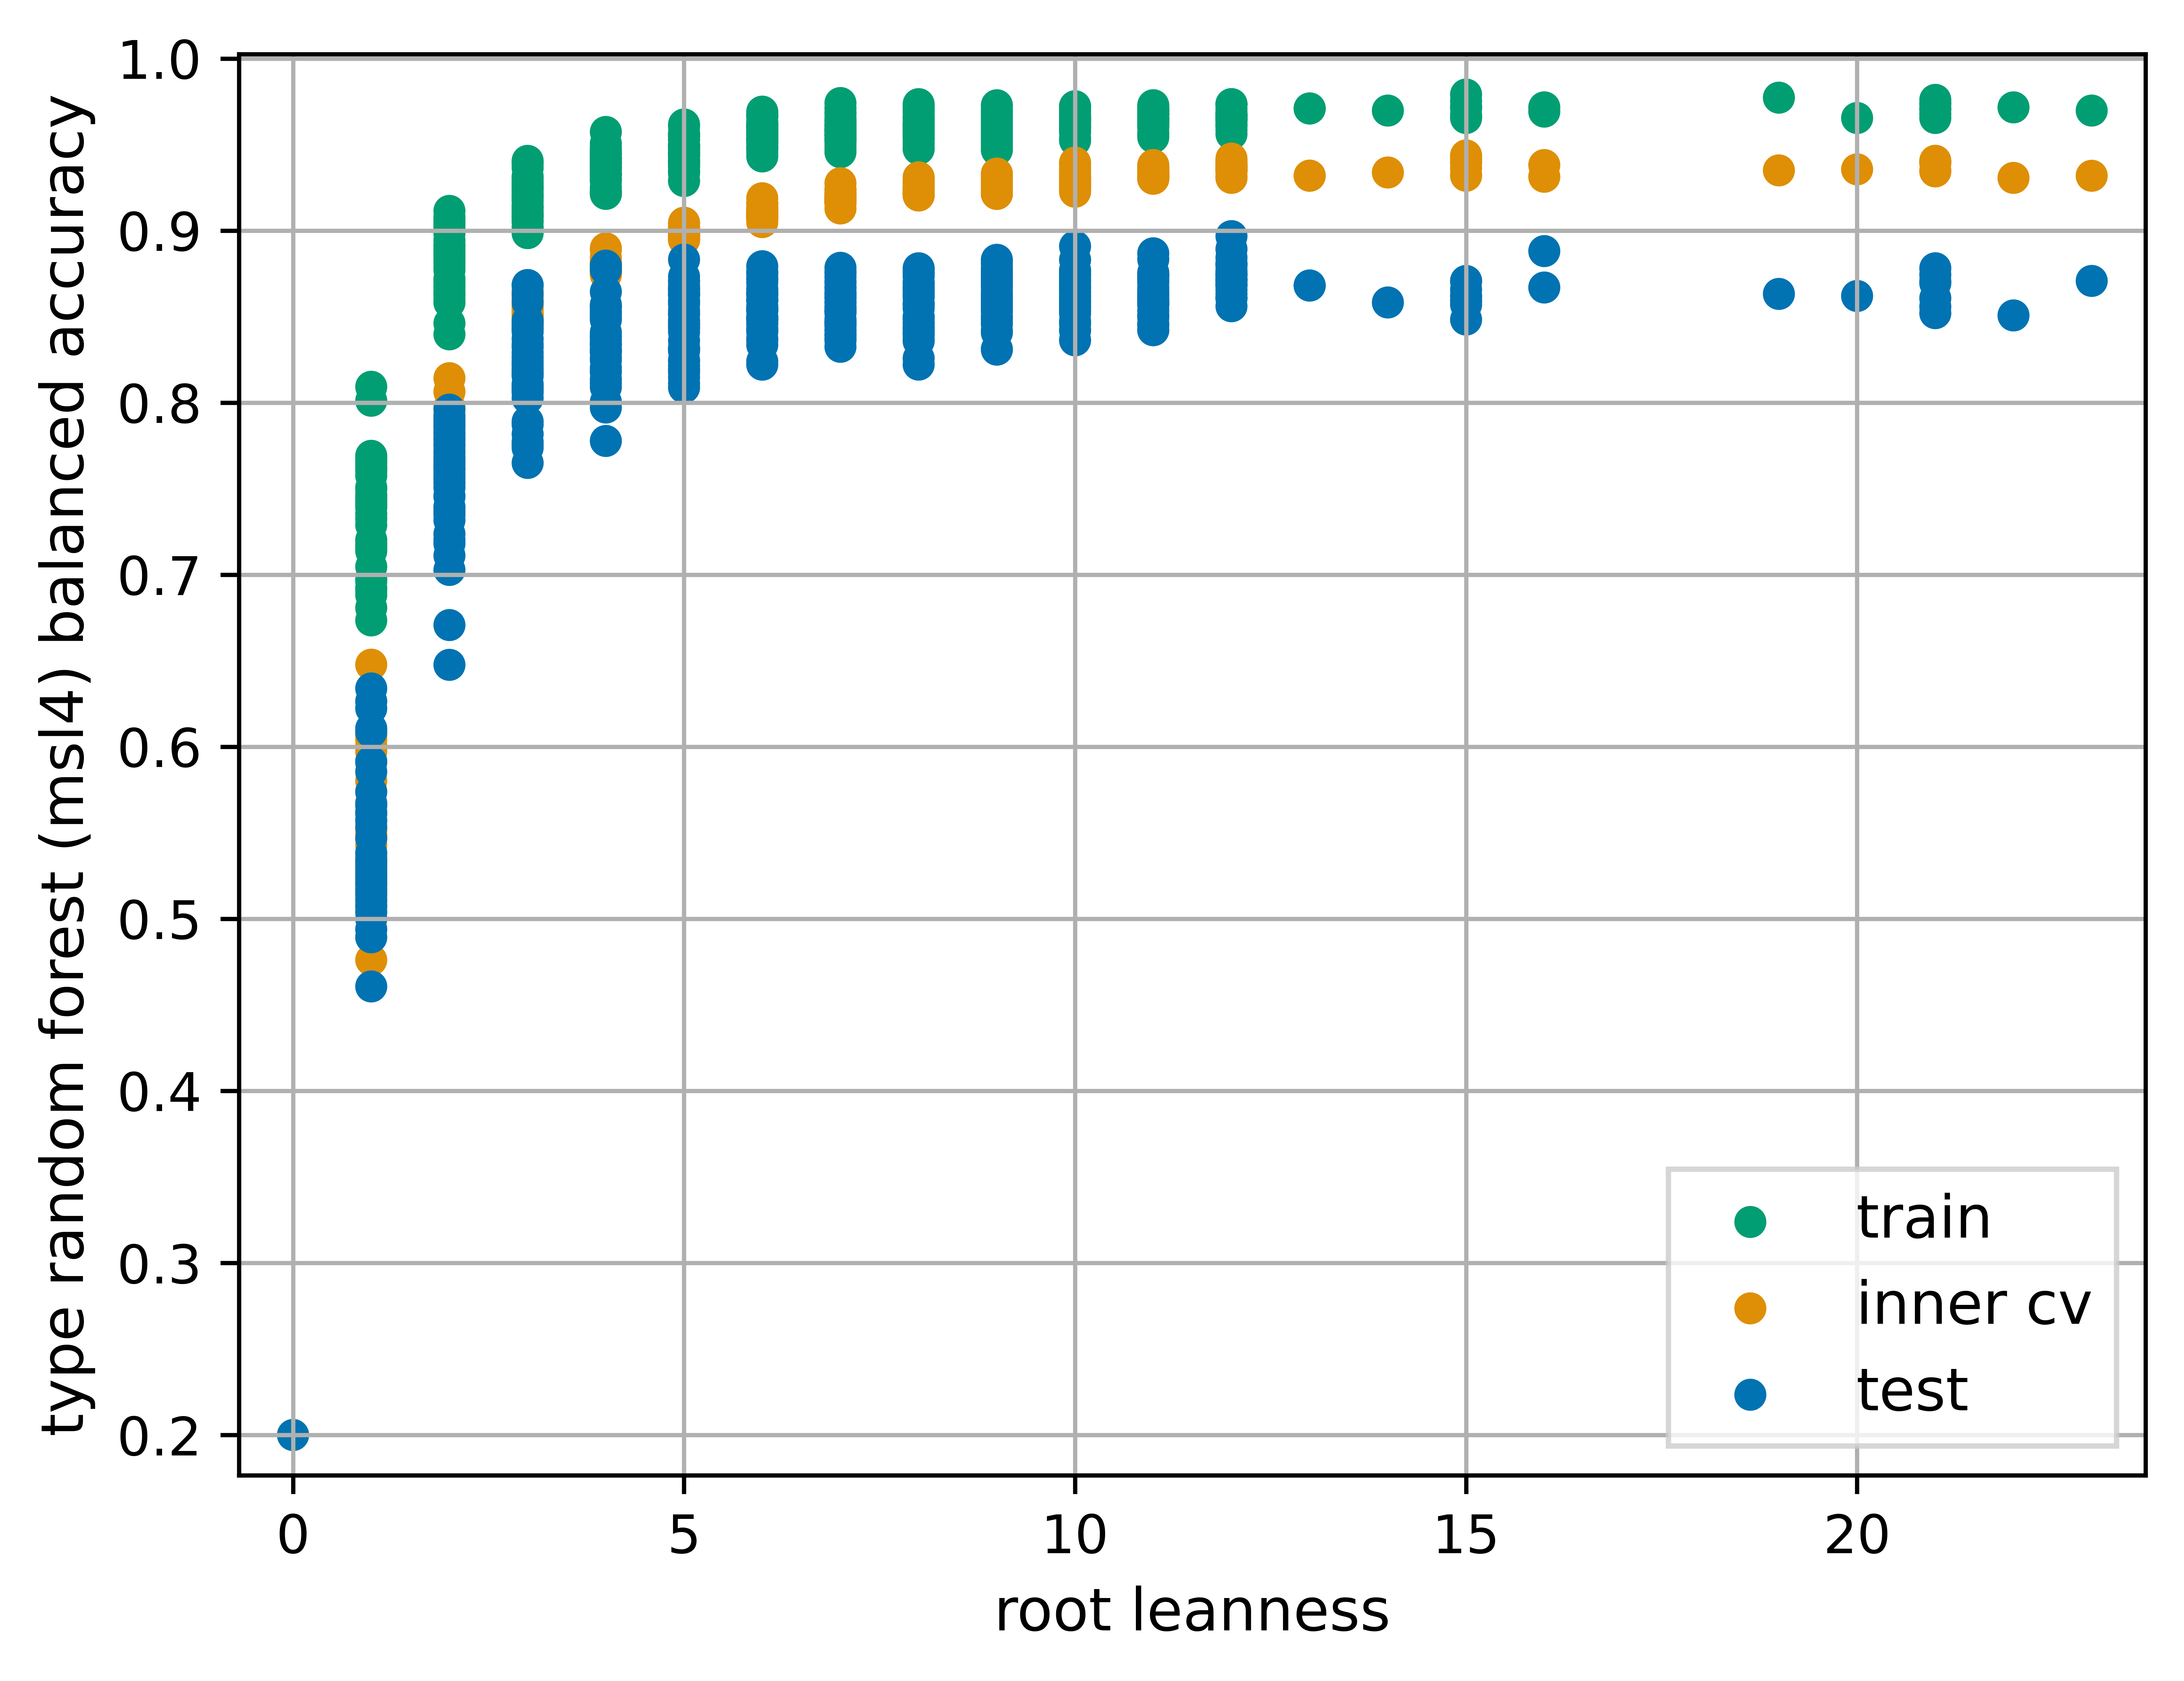 type random forest (msl4) balanced accuracy
1.0
0.9
0.8
0.7
0.6
0.5
0.4
0.3
0.2
0
5
10
15
20
root leanness
train
inner cv
test